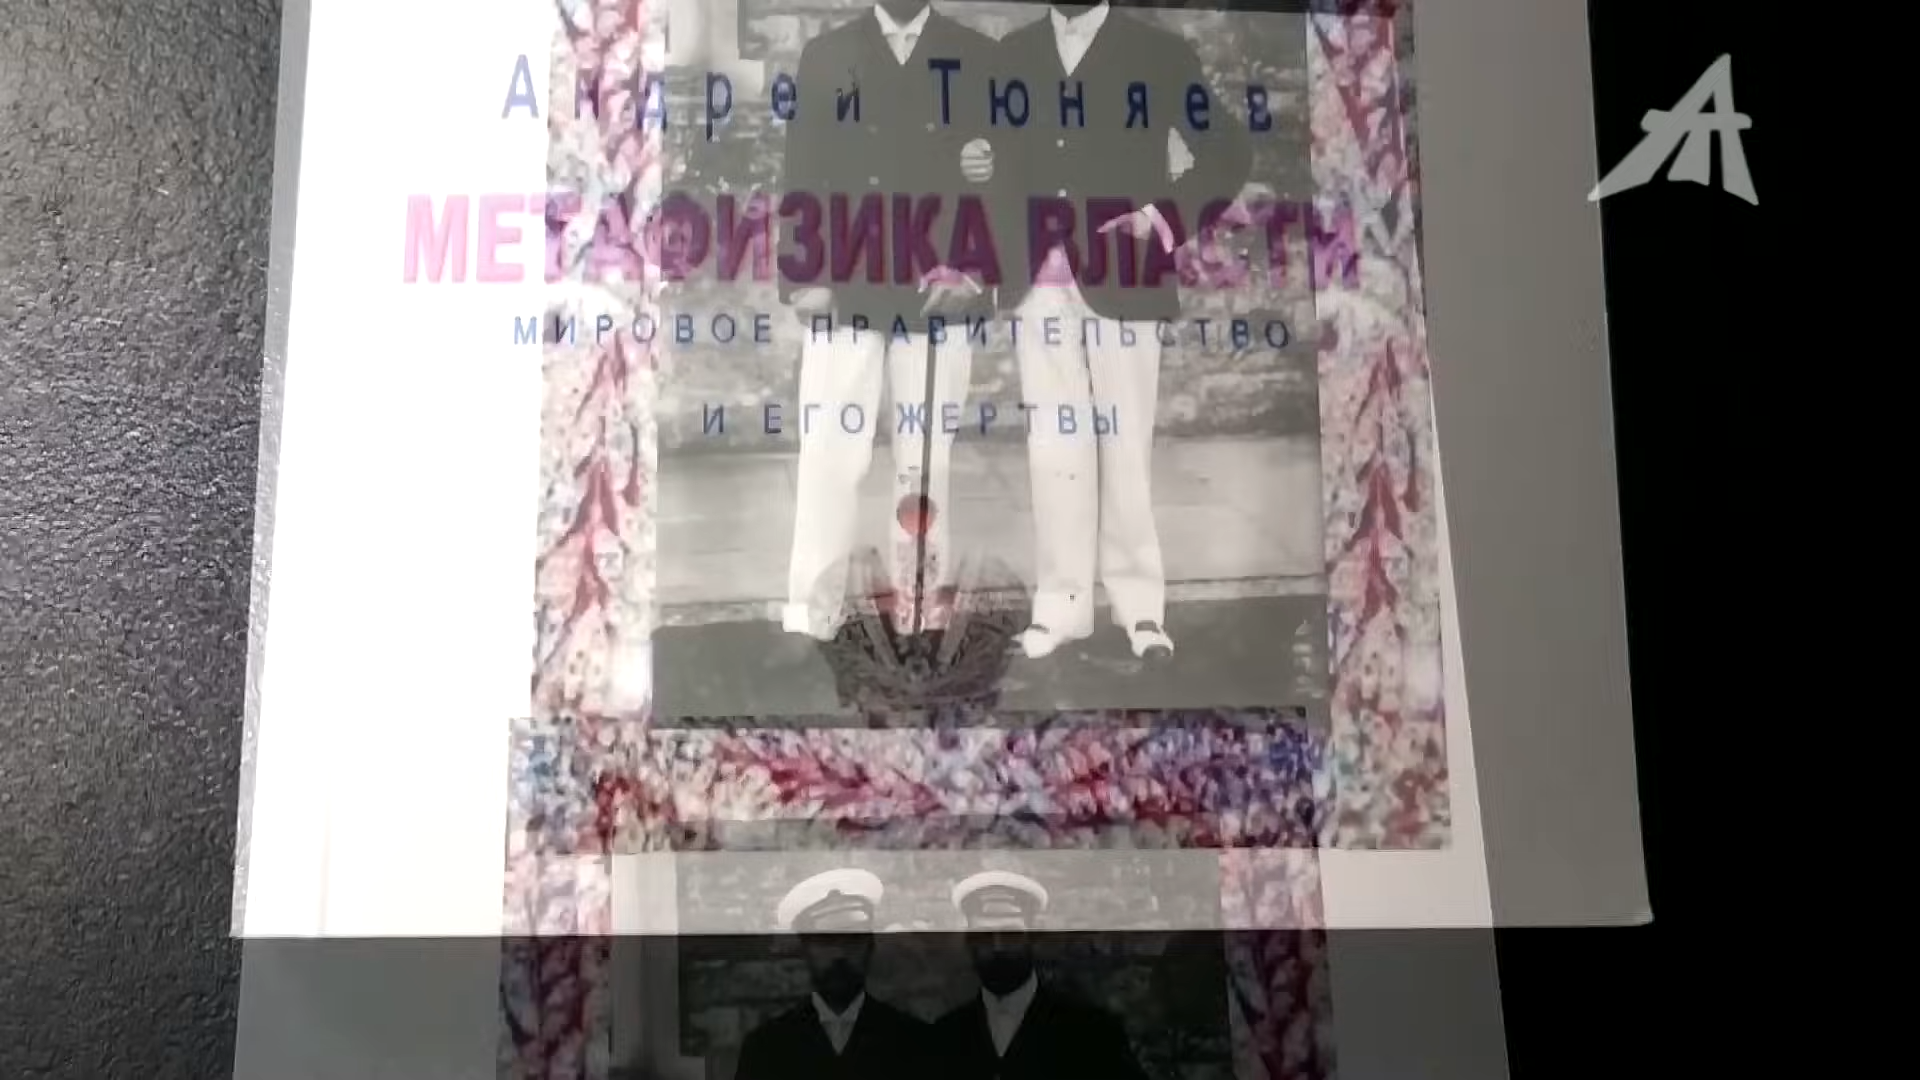 Андрей Тюняев
МЕТАФИЗИКА ВЛАСТИ
МИРОВОЕ ПРАВИТЕЛЬСТВО
И ЕГО ЖЕРТВЫ